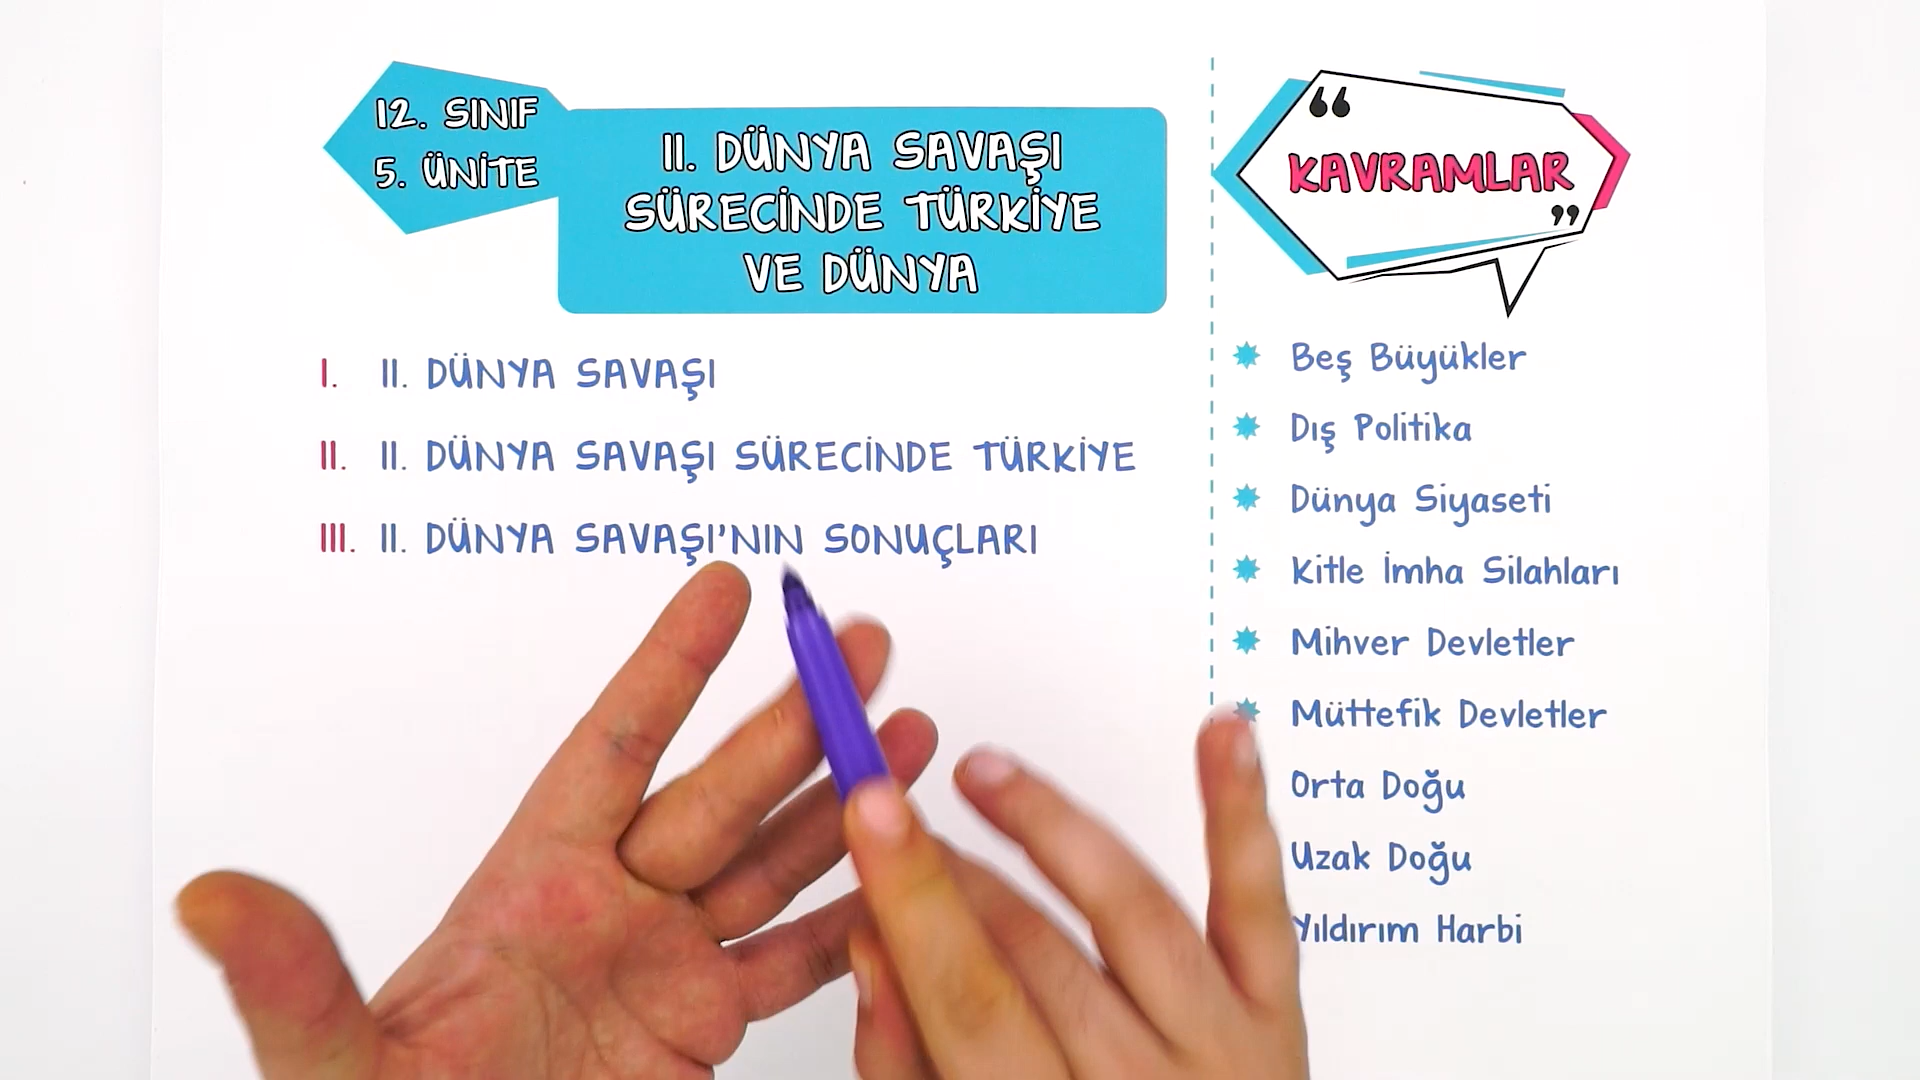 12. SINIF
5. ÜNİTE
II. DÜNYA SAVAŞI
SÜRECİNDE TÜRKİYE
VE DÜNYA
I. II. DÜNYA SAVAŞI
II. II. DÜNYA SAVAŞI SÜRECİNDE TÜRKİYE
III. II. DÜNYA SAVAŞI'NIN SONUÇLARI
“
KAVRAMLAR
”
Beş Büyükler
Dış Politika
Dünya Siyaseti
Kitle İmha Silahları
Mihver Devletler
Müttefik Devletler
Orta Doğu
Uzak Doğu
Yıldırım Harbi